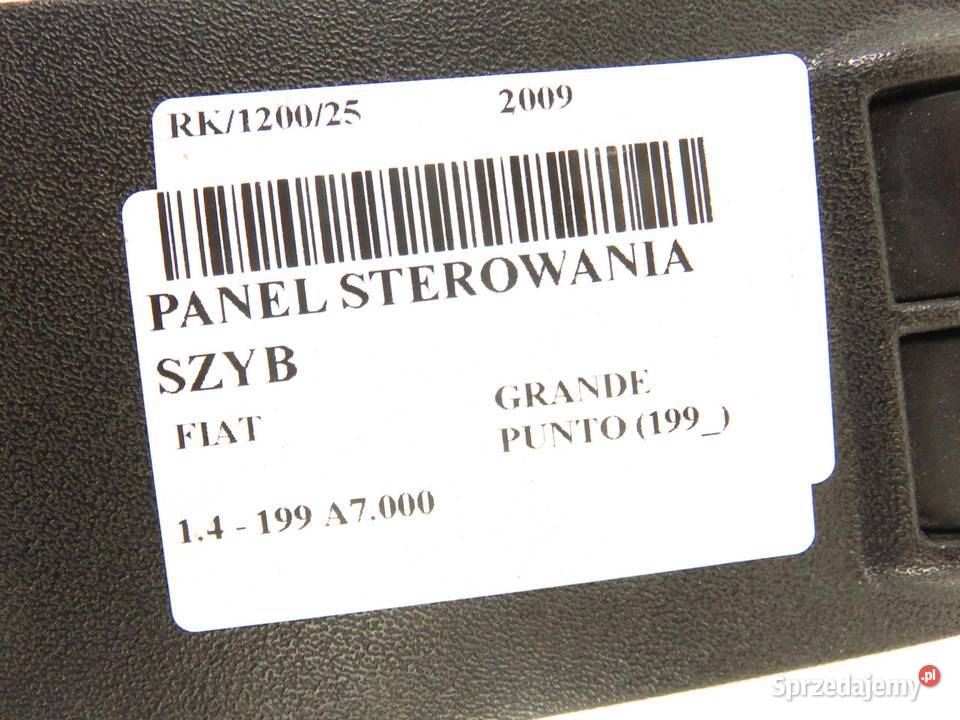 RK/1200/25 2009
PANEL STEROWANIA
SZYB
FIAT GRANDE
PUNTO (199_)
1.4 - 199 A7.000
Sprzedajemy.pl